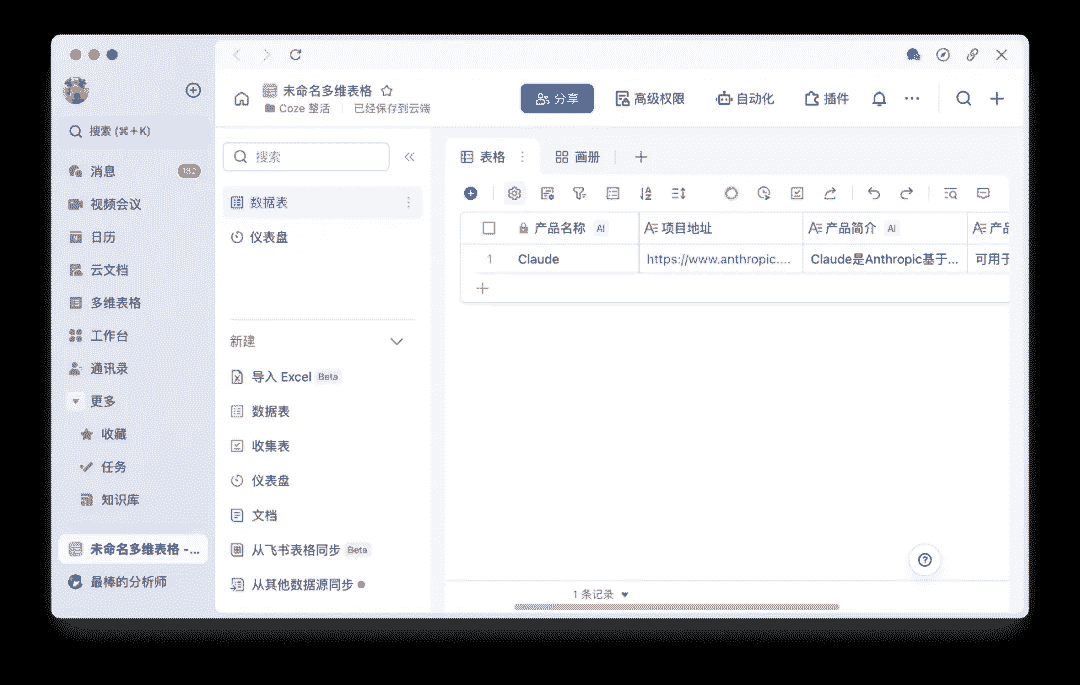 搜索 (⌘+K)
消息
192
视频会议
日历
云文档
多维表格
工作台
通讯录
更多
收藏
任务
知识库
未命名多维表格 -...
最棒的分析师
未命名多维表格
Coze 整活
已经保存到云端
分享
高级权限
自动化
插件
搜索
数据表
仪表盘
新建
导入 Excel Beta
数据表
收集表
仪表盘
文档
从飞书表格同步 Beta
从其他数据源同步
表格
画册
产品名称 AI
项目地址
产品简介 AI
产品
1
Claude
https://www.anthropic....
Claude是Anthropic基于...
可用于
1 条记录